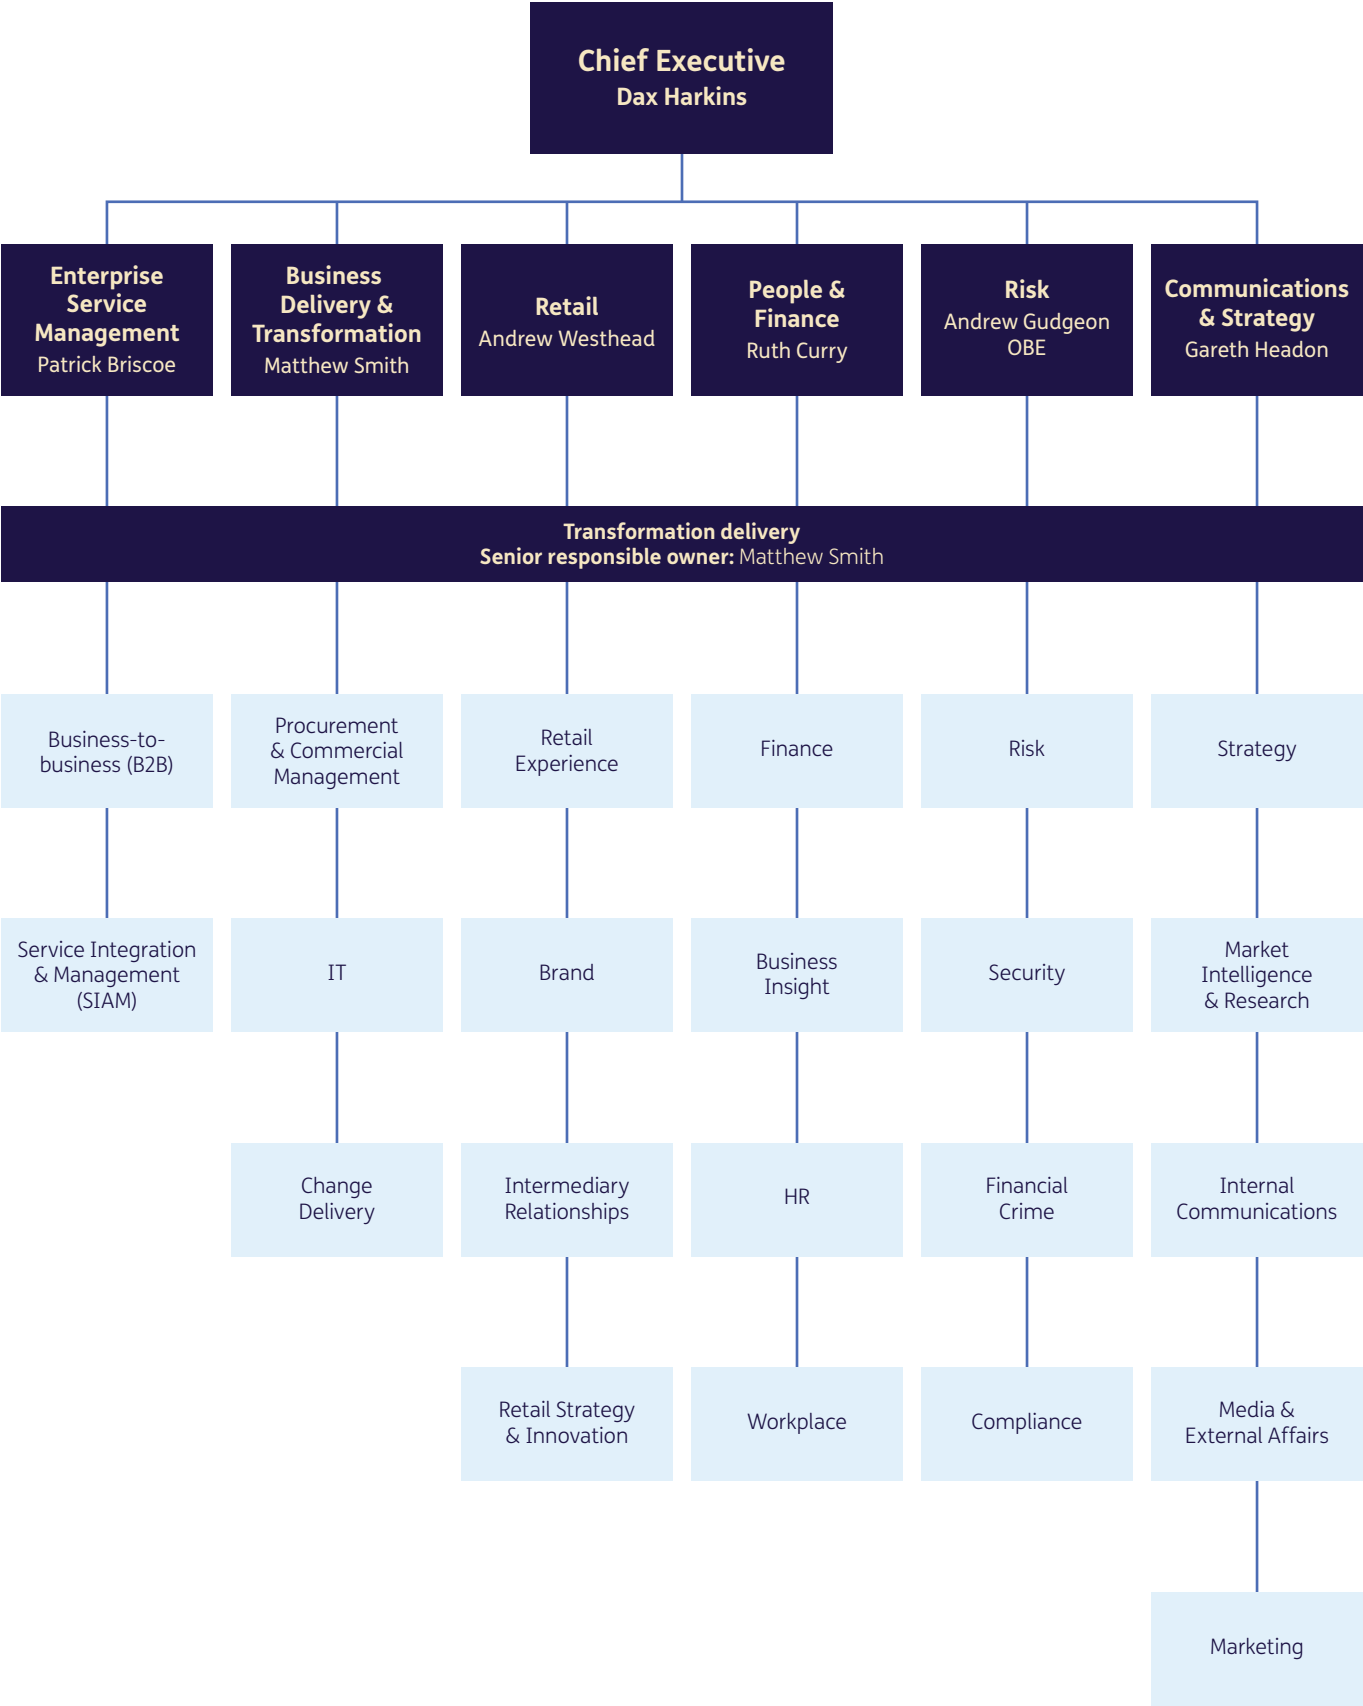 Chief Executive
Dax Harkins
Enterprise
Service
Management
Patrick Briscoe
Business
Delivery &
Transformation
Matthew Smith
Retail
Andrew Westhead
People &
Finance
Ruth Curry
Risk
Andrew Gudgeon
OBE
Communications
& Strategy
Gareth Headon
Transformation delivery
Senior responsible owner: Matthew Smith
Business-to-
business (B2B)
Procurement
& Commercial
Management
Retail
Experience
Finance
Risk
Strategy
Service Integration
& Management
(SIAM)
IT
Brand
Business
Insight
Security
Market
Intelligence
& Research
Change
Delivery
Intermediary
Relationships
HR
Financial
Crime
Internal
Communications
Retail Strategy
& Innovation
Workplace
Compliance
Media &
External Affairs
Marketing